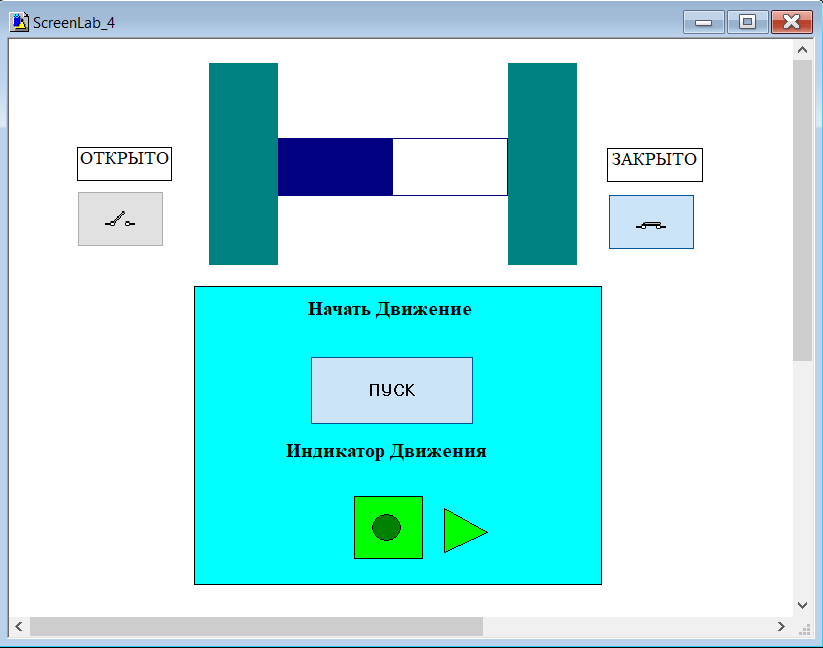 ScreenLab_4
ОТКРЫТО
ЗАКРЫТО
Начать Движение
ПУСК
Индикатор Движения